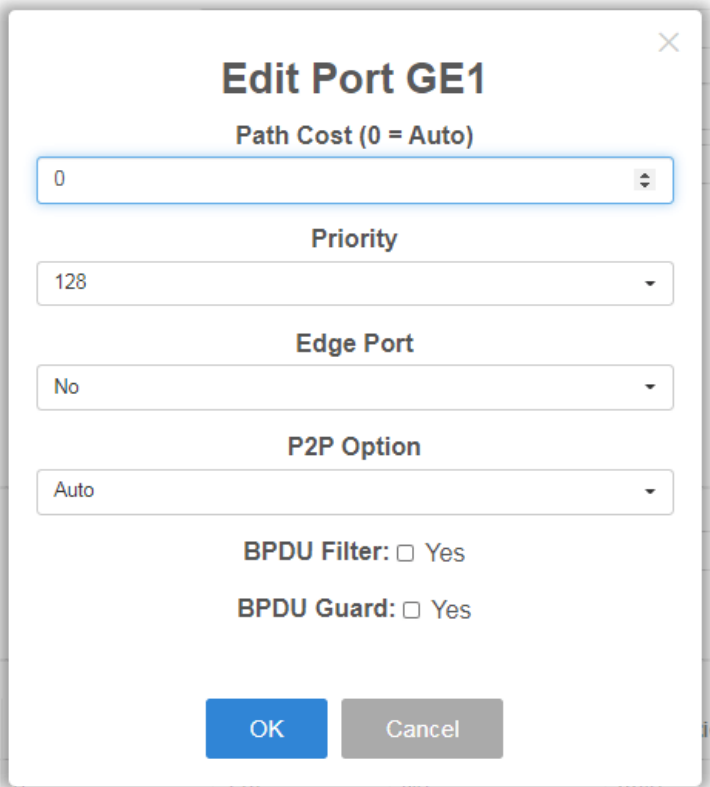 Edit Port GE1
Path Cost (0 = Auto)
0
Priority
128
Edge Port
No
P2P Option
Auto
BPDU Filter: Yes
BPDU Guard: Yes
OK Cancel